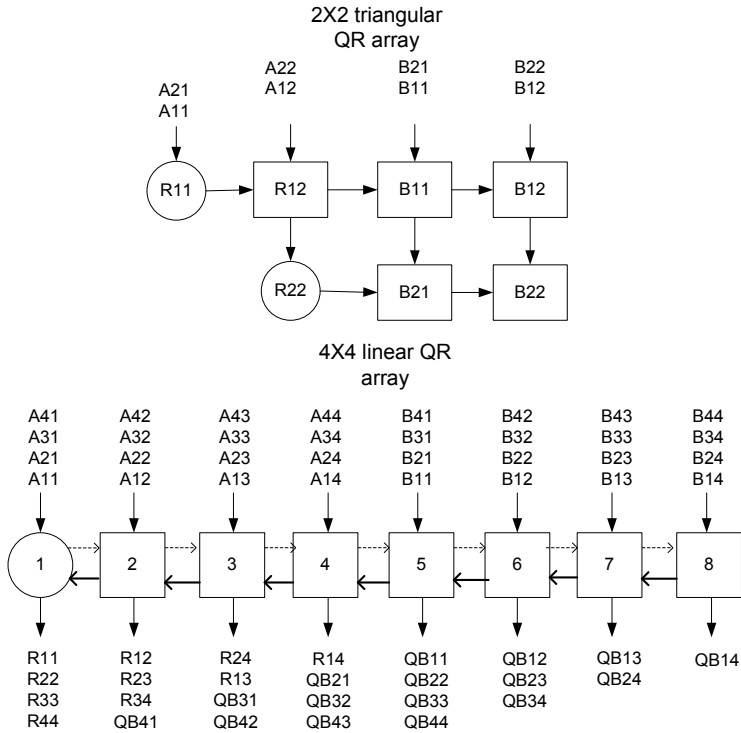 2X2 triangular
QR array
A21
A11
A22
A12
B21
B11
B22
B12
R11
R12
B11
B12
R22
B21
B22
4X4 linear QR
array
A41
A31
A21
A11
A42
A32
A22
A12
A43
A33
A23
A13
A44
A34
A24
A14
B41
B31
B21
B11
B42
B32
B22
B12
B43
B33
B23
B13
B44
B34
B24
B14
1
2
3
4
5
6
7
8
R11
R22
R33
R44
R12
R23
R34
QB41
R24
R13
QB31
QB42
R14
QB21
QB32
QB43
QB11
QB22
QB33
QB44
QB12
QB23
QB34
QB13
QB24
QB14